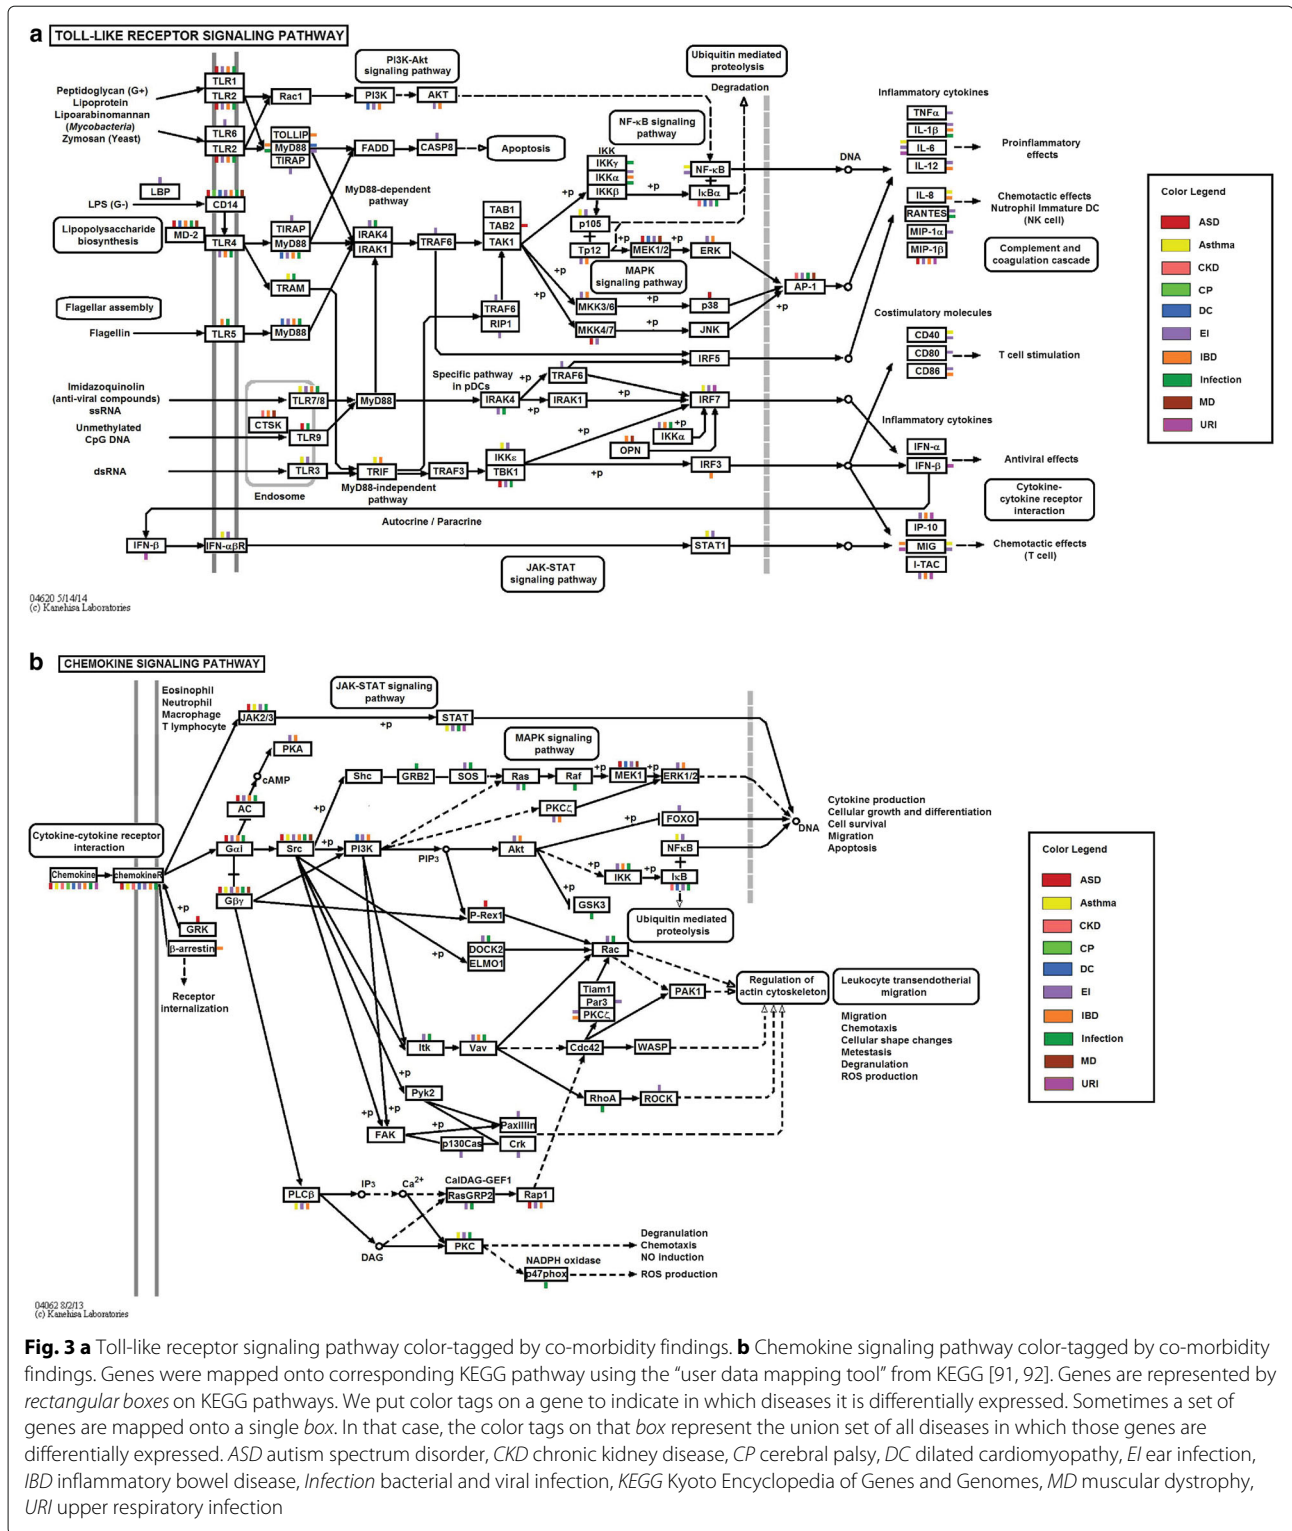 a TOLL-LIKE RECEPTOR SIGNALING PATHWAY
PI3K-Akt
signaling pathway
Ubiquitin mediated
proteolysis
Degradation
Inflammatory cytokines
TLR1
TLR2
Rac1
PI3K
AKT
Peptidoglycan (G+)
Lipoprotein
Lipoarabinomannan
(Mycobacteria)
Zymosan (Yeast)
TLR6
TLR2
TOLLIP
MyD88
TIRAP
FADD
CASP8
Apoptosis
NF-κB signaling
pathway
IKK
IKKγ
IKKα
IKKβ
NF-κB
IκBα
DNA
TNFα
IL-1β
IL-6
IL-12
Proinflammatory
effects
LBP
LPS (G-)
CD14
MyD88-dependent
pathway
+p
+p
TAB1
TAB2
TAK1
p105
Tp12
+p
MEK1/2
+p
ERK
IL-8
RANTES
MIP-1α
MIP-1β
Chemotactic effects
Nutrophil Immature DC
(NK cell)
Complement and
coagulation cascade
Lipopolysaccharide
biosynthesis
MD-2
TLR4
TIRAP
MyD88
IRAK4
IRAK1
TRAF6
MAPK
signaling pathway
+p
TRAM
TRAF6
RIP1
+p
+p
MKK3/6
+p
p38
MKK4/7
+p
JNK
AP-1
+p
Flagellar assembly
Flagellin
TLR5
MyD88
IRF5
Costimulatory molecules
CD40
CD80
CD86
T cell stimulation
Imidazoquinolin
(anti-viral compounds)
ssRNA
TLR7/8
MyD88
Specific pathway
in pDCs
IRAK4
+p
+p
TRAF6
IRAK1
+p
+p
IRF7
Unmethylated
CpG DNA
CTSK
TLR9
+p
IKKα
OPN
Inflammatory cytokines
IFN-α
IFN-β
Antiviral effects
dsRNA
TLR3
TRIF
TRAF3
IKKε
TBK1
+p
IRF3
Endosome
MyD88-independent
pathway
Cytokine-
cytokine receptor
interaction
Autocrine / Paracrine
IFN-β
IFN-αβR
STAT1
JAK-STAT
signaling pathway
IP-10
MIG
I-TAC
Chemotactic effects
(T cell)
04620 5/14/14
(c) Kanehisa Laboratories
Color Legend
ASD
Asthma
CKD
CP
DC
EI
IBD
Infection
MD
URI
b CHEMOKINE SIGNALING PATHWAY
Eosinophil
Neutrophil
Macrophage
T lymphocyte
JAK2/3
+p
JAK-STAT signaling
pathway
STAT
MAPK signaling
pathway
PKA
cAMP
AC
Shc
GRB2
SOS
Ras
Raf
+p
MEK1
+p
ERK1/2
+p
PKCζ
FOXO
DNA
Cytokine production
Cellular growth and differentiation
Cell survival
Migration
Apoptosis
Cytokine-cytokine receptor
interaction
Chemokine
chemokineR
Gαi
Src
+p
PI3K
PIP3
Akt
+p
IKK
+p
NFκB
IκB
+p
GSK3
Ubiquitin mediated
proteolysis
Gβγ
+p
GRK
β-arrestin
Receptor
internalization
P-Rex1
+p
DOCK2
ELMO1
Rac
Tiam1
Par3
PKCζ
PAK1
Regulation of
actin cytoskeleton
Leukocyte transendotherial
migration
Migration
Chemotaxis
Cellular shape changes
Metastasis
Degranulation
ROS production
Itk
Vav
Cdc42
WASP
+p
Pyk2
RhoA
ROCK
+p
+p
FAK
+p
Paxillin
p130Cas
Crk
PLCβ
IP3
Ca2+
CalDAG-GEF1
RasGRP2
Rap1
DAG
PKC
Degranulation
Chemotaxis
NO induction
NADPH oxidase
p47phox
ROS production
04062 8/2/13
(c) Kanehisa Laboratories
Color Legend
ASD
Asthma
CKD
CP
DC
EI
IBD
Infection
MD
URI
Fig. 3 a Toll-like receptor signaling pathway color-tagged by co-morbidity findings. b Chemokine signaling pathway color-tagged by co-morbidity
findings. Genes were mapped onto corresponding KEGG pathway using the “user data mapping tool” from KEGG [91, 92]. Genes are represented by
rectangular boxes on KEGG pathways. We put color tags on a gene to indicate in which diseases it is differentially expressed. Sometimes a set of
genes are mapped onto a single box. In that case, the color tags on that box represent the union set of all diseases in which those genes are
differentially expressed. ASD autism spectrum disorder, CKD chronic kidney disease, CP cerebral palsy, DC dilated cardiomyopathy, EI ear infection,
IBD inflammatory bowel disease, Infection bacterial and viral infection, KEGG Kyoto Encyclopedia of Genes and Genomes, MD muscular dystrophy,
URI upper respiratory infection